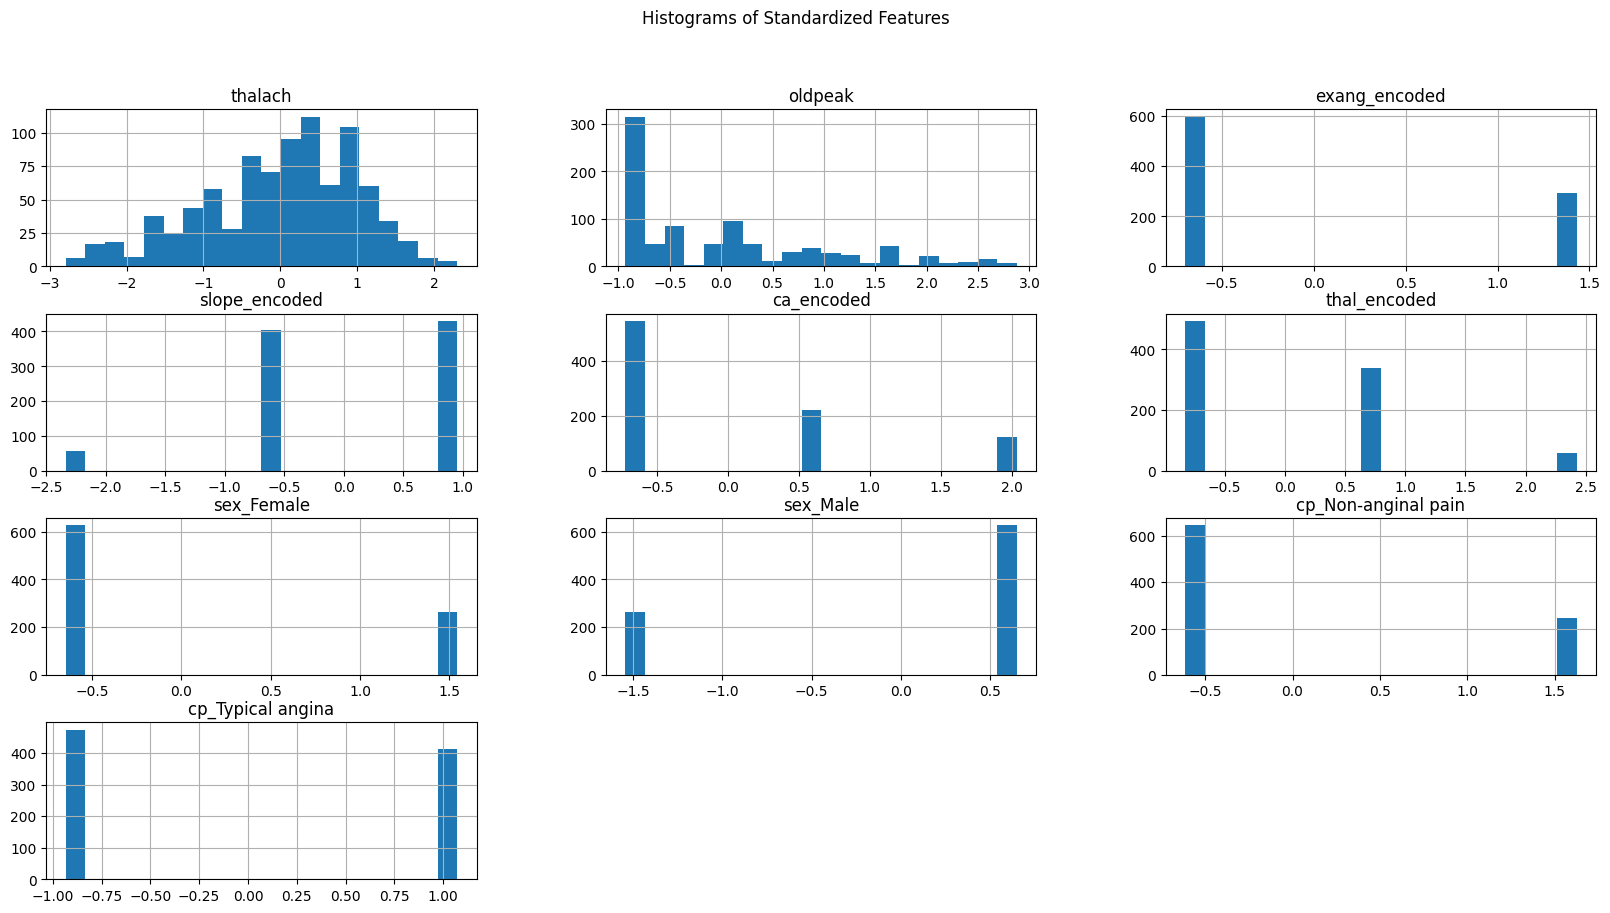 Histograms of Standardized Features
thalach
100
75
50
25
0
−3 −2 −1 0 1 2
oldpeak
300
200
100
0
−1.0 −0.5 0.0 0.5 1.0 1.5 2.0 2.5 3.0
exang_encoded
600
400
200
0
−0.5 0.0 0.5 1.0 1.5
slope_encoded
400
300
200
100
0
−2.5 −2.0 −1.5 −1.0 −0.5 0.0 0.5 1.0
ca_encoded
400
200
0
−0.5 0.0 0.5 1.0 1.5 2.0
thal_encoded
400
200
0
−0.5 0.0 0.5 1.0 1.5 2.0 2.5
sex_Female
600
400
200
0
−0.5 0.0 0.5 1.0 1.5
sex_Male
600
400
200
0
−1.5 −1.0 −0.5 0.0 0.5
cp_Non-anginal pain
600
400
200
0
−0.5 0.0 0.5 1.0 1.5
cp_Typical angina
400
300
200
100
0
−1.00 −0.75 −0.50 −0.25 0.00 0.25 0.50 0.75 1.00